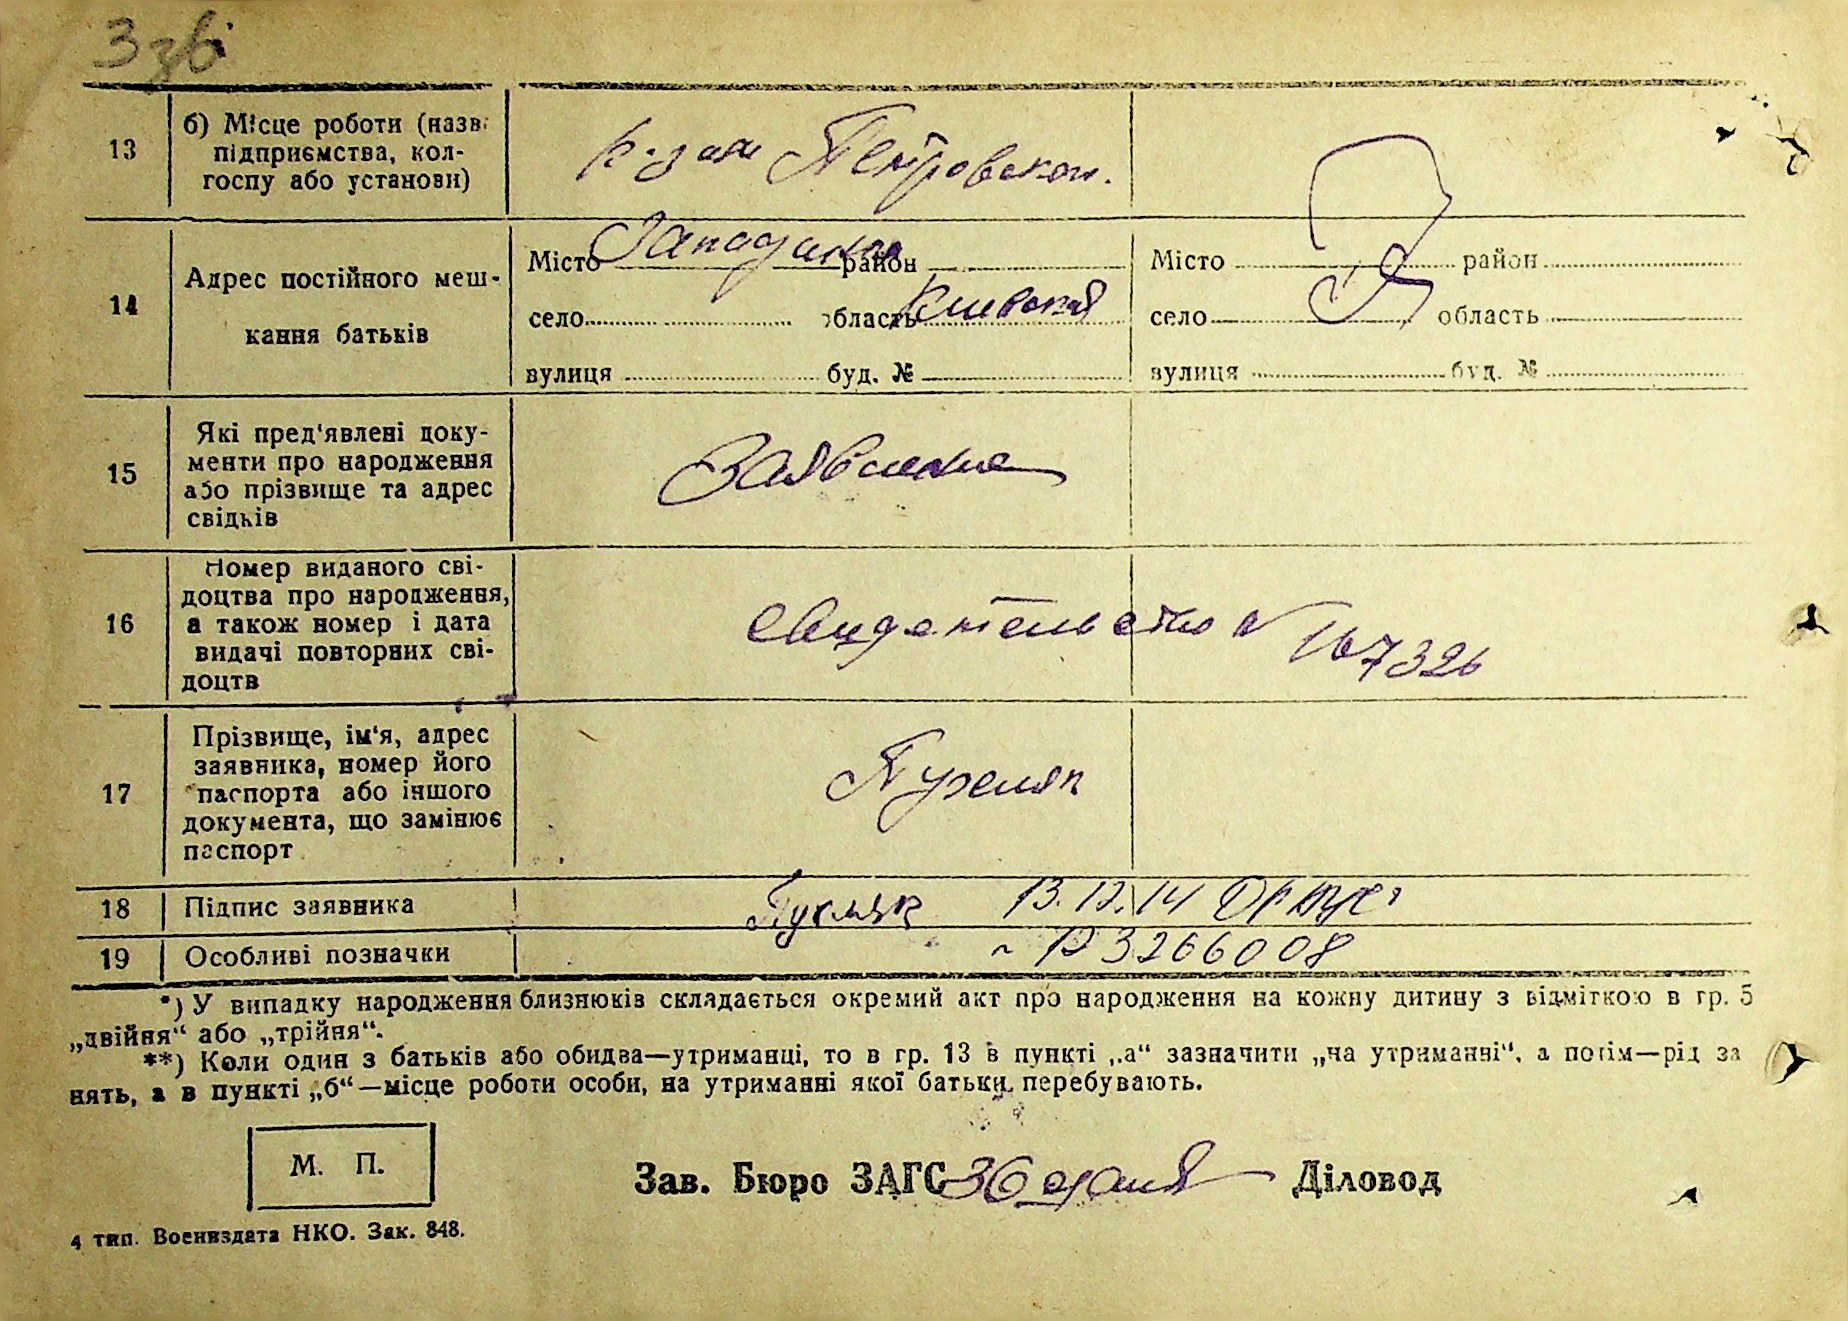 3 зві
13
б) Місце роботи (назв
підприємства, кол-
госпу або установи)
Петровской.
14
Адрес постійного меш-
кання батьків
Місто район
село область Киевская
вулиця буд. №
Місто район
село область
вулиця буд. №
15
Які пред'явлені доку-
менти про народження
або прізвище та адрес
свідків
Заявление
16
Номер виданого сві-
доцтва про народження,
а також номер і дата
видачі повторних сві-
доцтв
свидетельство №
17
Прізвище, ім'я, адрес
заявника, номер його
паспорта або іншого
документа, що замінює
паспорт
18
Підпис заявника
13.12.14
19
Особливі позначки
3266008
*) У випадку народження близнюків складається окремий акт про народження на кожну дитину з відміткою в гр. 5
„двійня“ або „трійня“.
**) Коли один з батьків або обидва—утриманці, то в гр. 13 в пункті „а“ зазначити „на утриманні“, а потім—рід за
нять, а в пункті „б“—місце роботи особи, на утриманні якої батьки перебувають.
М. П.
Зав. Бюро ЗАГС Діловод
4 тип. Воениздата НКО. Зак. 848.